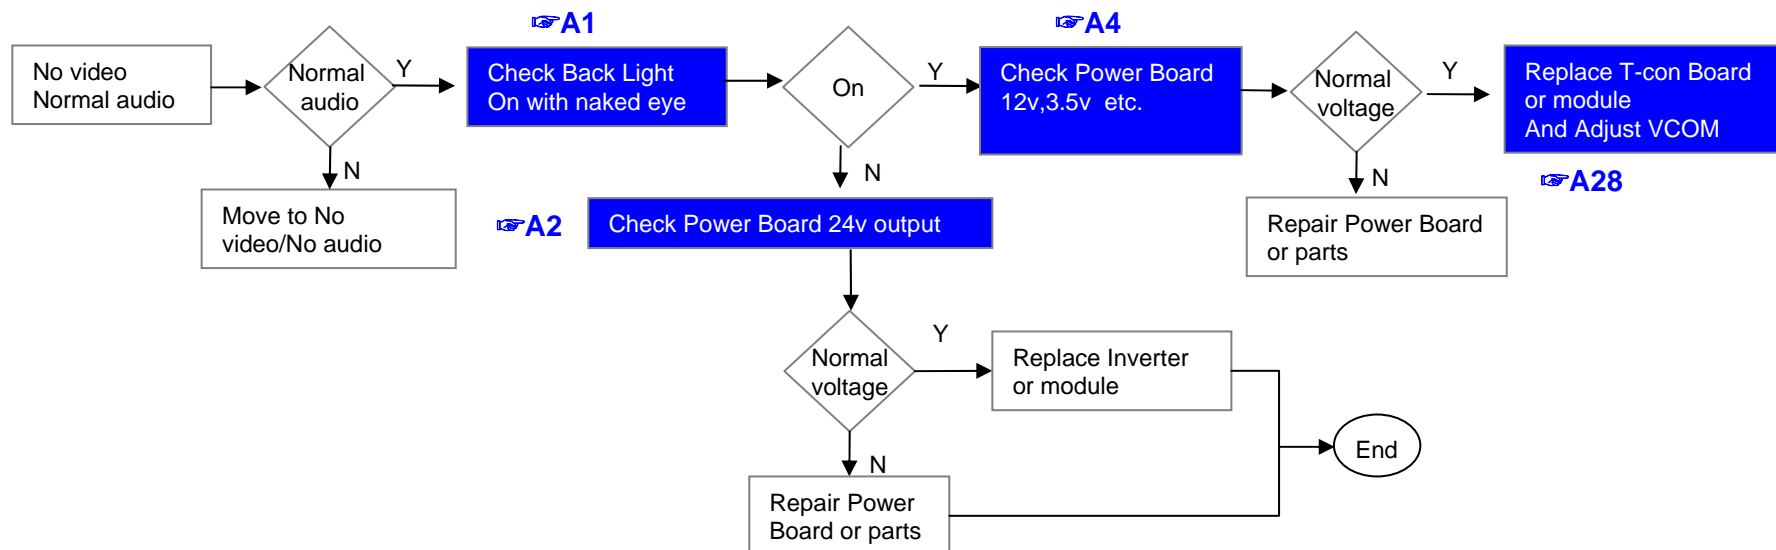 ☞A1
☞A4
No video
Normal audio
Normal
audio
Y
Check Back Light
On with naked eye
On
Y
Check Power Board
12v,3.5v etc.
Normal
voltage
Y
Replace T-con Board
or module
And Adjust VCOM
N
Move to No
video/No audio
N
☞A2
Check Power Board 24v output
N
Repair Power Board
or parts
☞A28
Normal
voltage
Y
Replace Inverter
or module
End
N
Repair Power
Board or parts